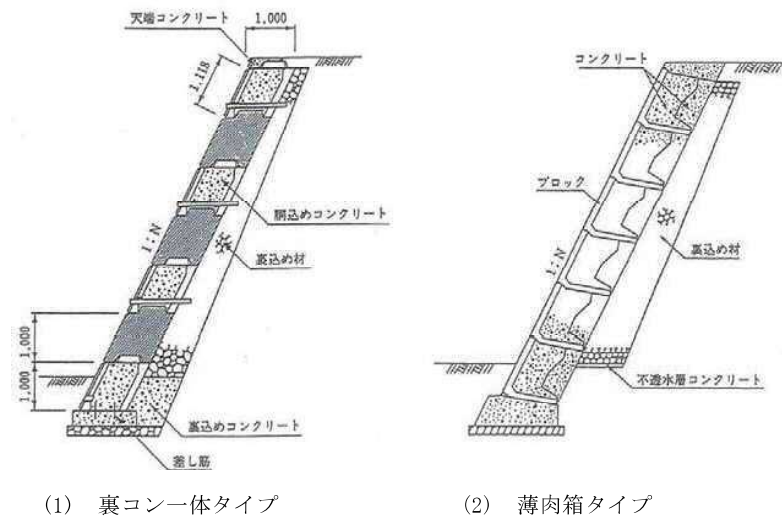 天端コンクリート
1,000
1.118
胴込めコンクリート
1:N
裏込め材
1,000
1,000
裏込めコンクリート
差し筋
(1) 裏コン一体タイプ
コンクリート
ブロック
裏込め材
1:N
不透水層コンクリート
(2) 薄肉箱タイプ